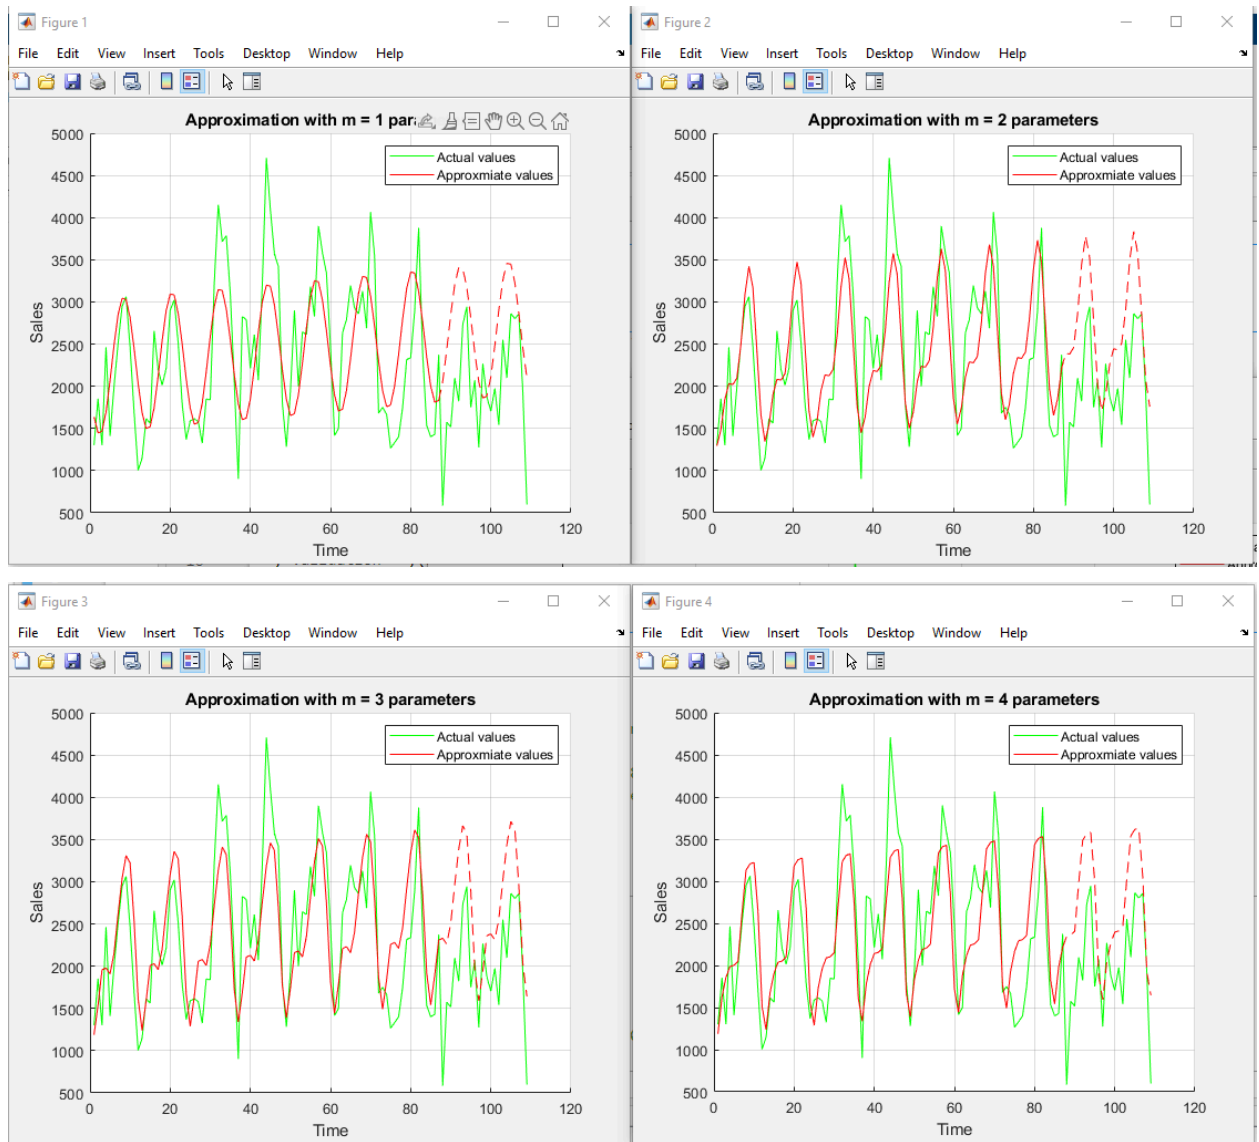 Figure 1
File Edit View Insert Tools Desktop Window Help
Approximation with m = 1 par
Actual values
Approxmiate values
5000
4500
4000
3500
3000
2500
2000
1500
1000
500
Sales
0 20 40 60 80 100 120
Time
Figure 2
File Edit View Insert Tools Desktop Window Help
Approximation with m = 2 parameters
Actual values
Approxmiate values
5000
4500
4000
3500
3000
2500
2000
1500
1000
500
Sales
0 20 40 60 80 100 120
Time
Figure 3
File Edit View Insert Tools Desktop Window Help
Approximation with m = 3 parameters
Actual values
Approxmiate values
5000
4500
4000
3500
3000
2500
2000
1500
1000
500
Sales
0 20 40 60 80 100 120
Time
Figure 4
File Edit View Insert Tools Desktop Window Help
Approximation with m = 4 parameters
Actual values
Approxmiate values
5000
4500
4000
3500
3000
2500
2000
1500
1000
500
Sales
0 20 40 60 80 100 120
Time